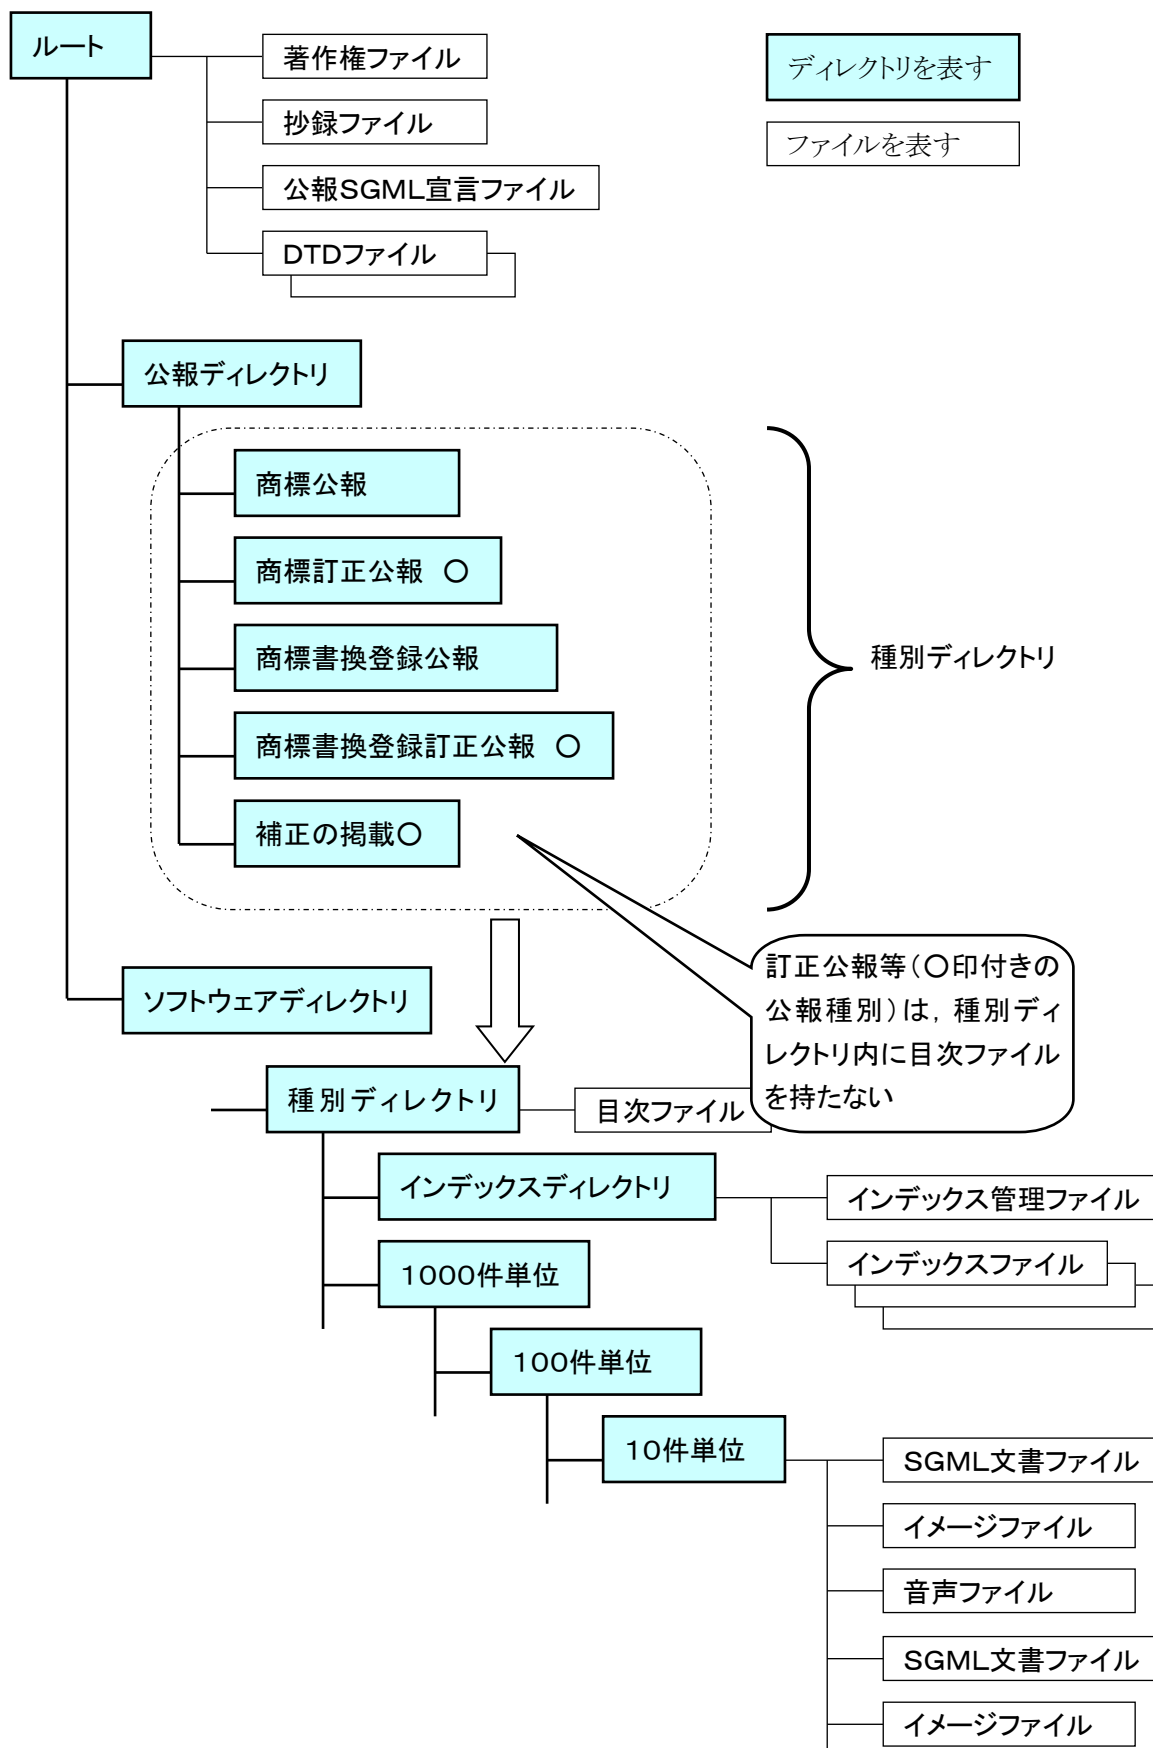 ルート
著作権ファイル
ディレクトリを表す
抄録ファイル
ファイルを表す
公報SGML宣言ファイル
DTDファイル
公報ディレクトリ
商標公報
商標訂正公報　○
商標書換登録公報
種別ディレクトリ
商標書換登録訂正公報　○
補正の掲載○
訂正公報等（○印付きの
公報種別）は，種別ディ
レクトリ内に目次ファイル
を持たない
ソフトウェアディレクトリ
種別ディレクトリ
目次ファイル
インデックスディレクトリ
インデックス管理ファイル
1000件単位
インデックスファイル
100件単位
10件単位
SGML文書ファイル
イメージファイル
音声ファイル
SGML文書ファイル
イメージファイル